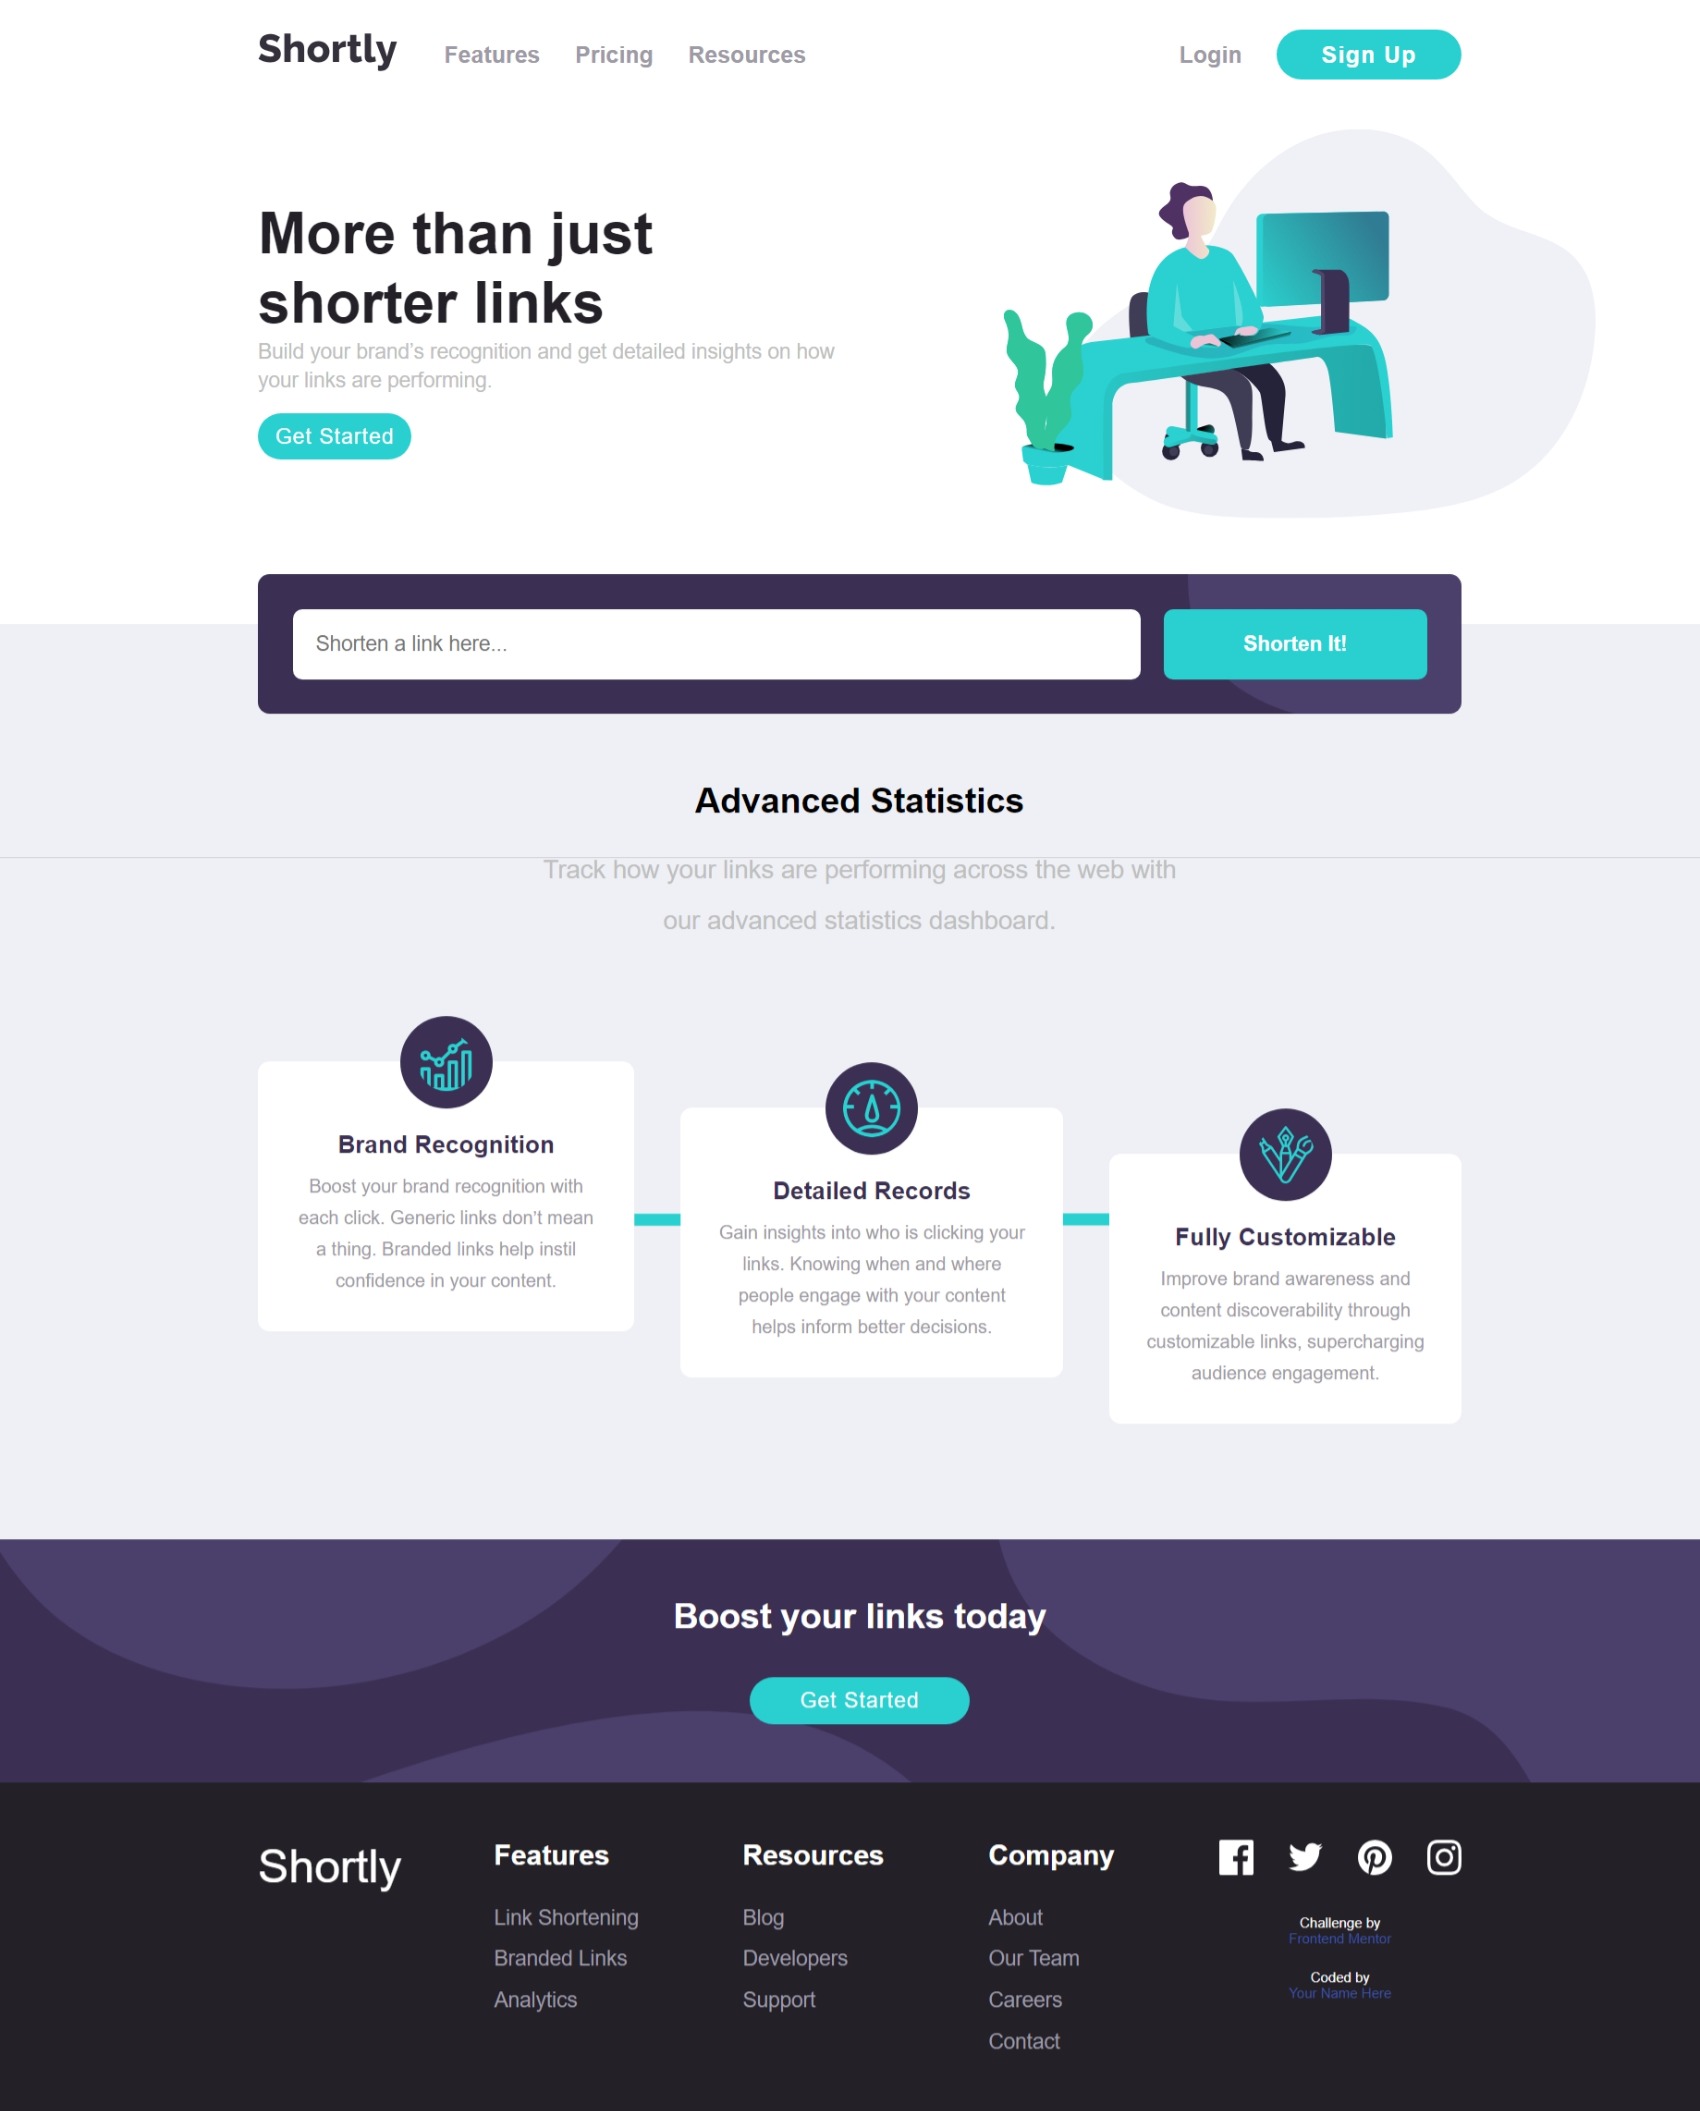 Shortly
Features
Pricing
Resources
Login
Sign Up
More than just
shorter links
Build your brand's recognition and get detailed insights on how
your links are performing.
Get Started
Shorten a link here...
Shorten It!
Advanced Statistics
Track how your links are performing across the web with
our advanced statistics dashboard.
Brand Recognition
Boost your brand recognition with
each click. Generic links don't mean
a thing. Branded links help instil
confidence in your content.
Detailed Records
Gain insights into who is clicking your
links. Knowing when and where
people engage with your content
helps inform better decisions.
Fully Customizable
Improve brand awareness and
content discoverability through
customizable links, supercharging
audience engagement.
Boost your links today
Get Started
Shortly
Features
Link Shortening
Branded Links
Analytics
Resources
Blog
Developers
Support
Company
About
Our Team
Careers
Contact
Challenge by
Frontend Mentor
Coded by
Your Name Here